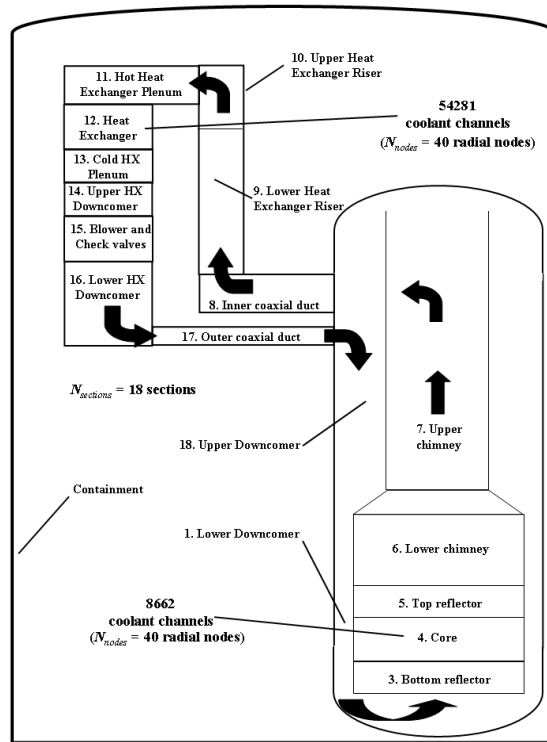 10. Upper Heat
Exchanger Riser
11. Hot Heat
Exchanger Plenum
12. Heat
Exchanger
54281
coolant channels
(N_nodes = 40 radial nodes)
13. Cold HX
Plenum
14. Upper HX
Downcomer
9. Lower Heat
Exchanger Riser
15. Blower and
Check valves
16. Lower HX
Downcomer
8. Inner coaxial duct
17. Outer coaxial duct
N_sections = 18 sections
7. Upper
chimney
18. Upper Downcomer
Containment
1. Lower Downcomer
6. Lower chimney
8662
coolant channels
(N_nodes = 40 radial nodes)
5. Top reflector
4. Core
3. Bottom reflector